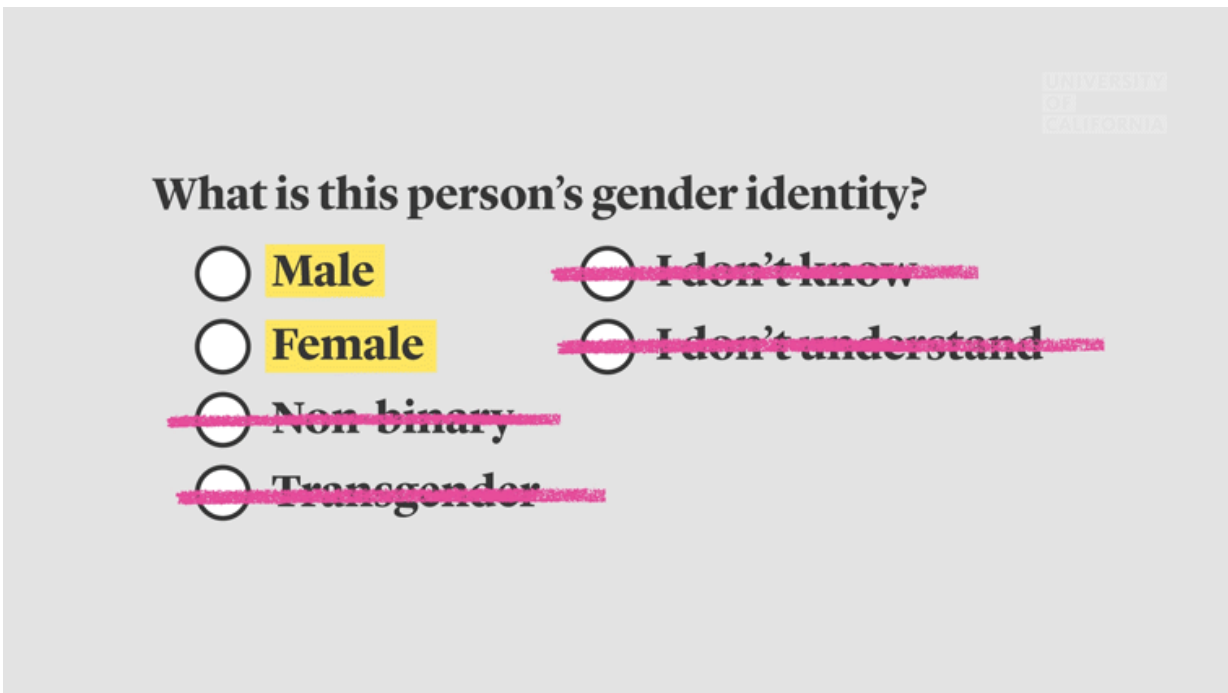 UNIVERSITY
OF
CALIFORNIA
What is this person’s gender identity?
Male
Female
Non-binary
Transgender
I don’t know
I don’t understand